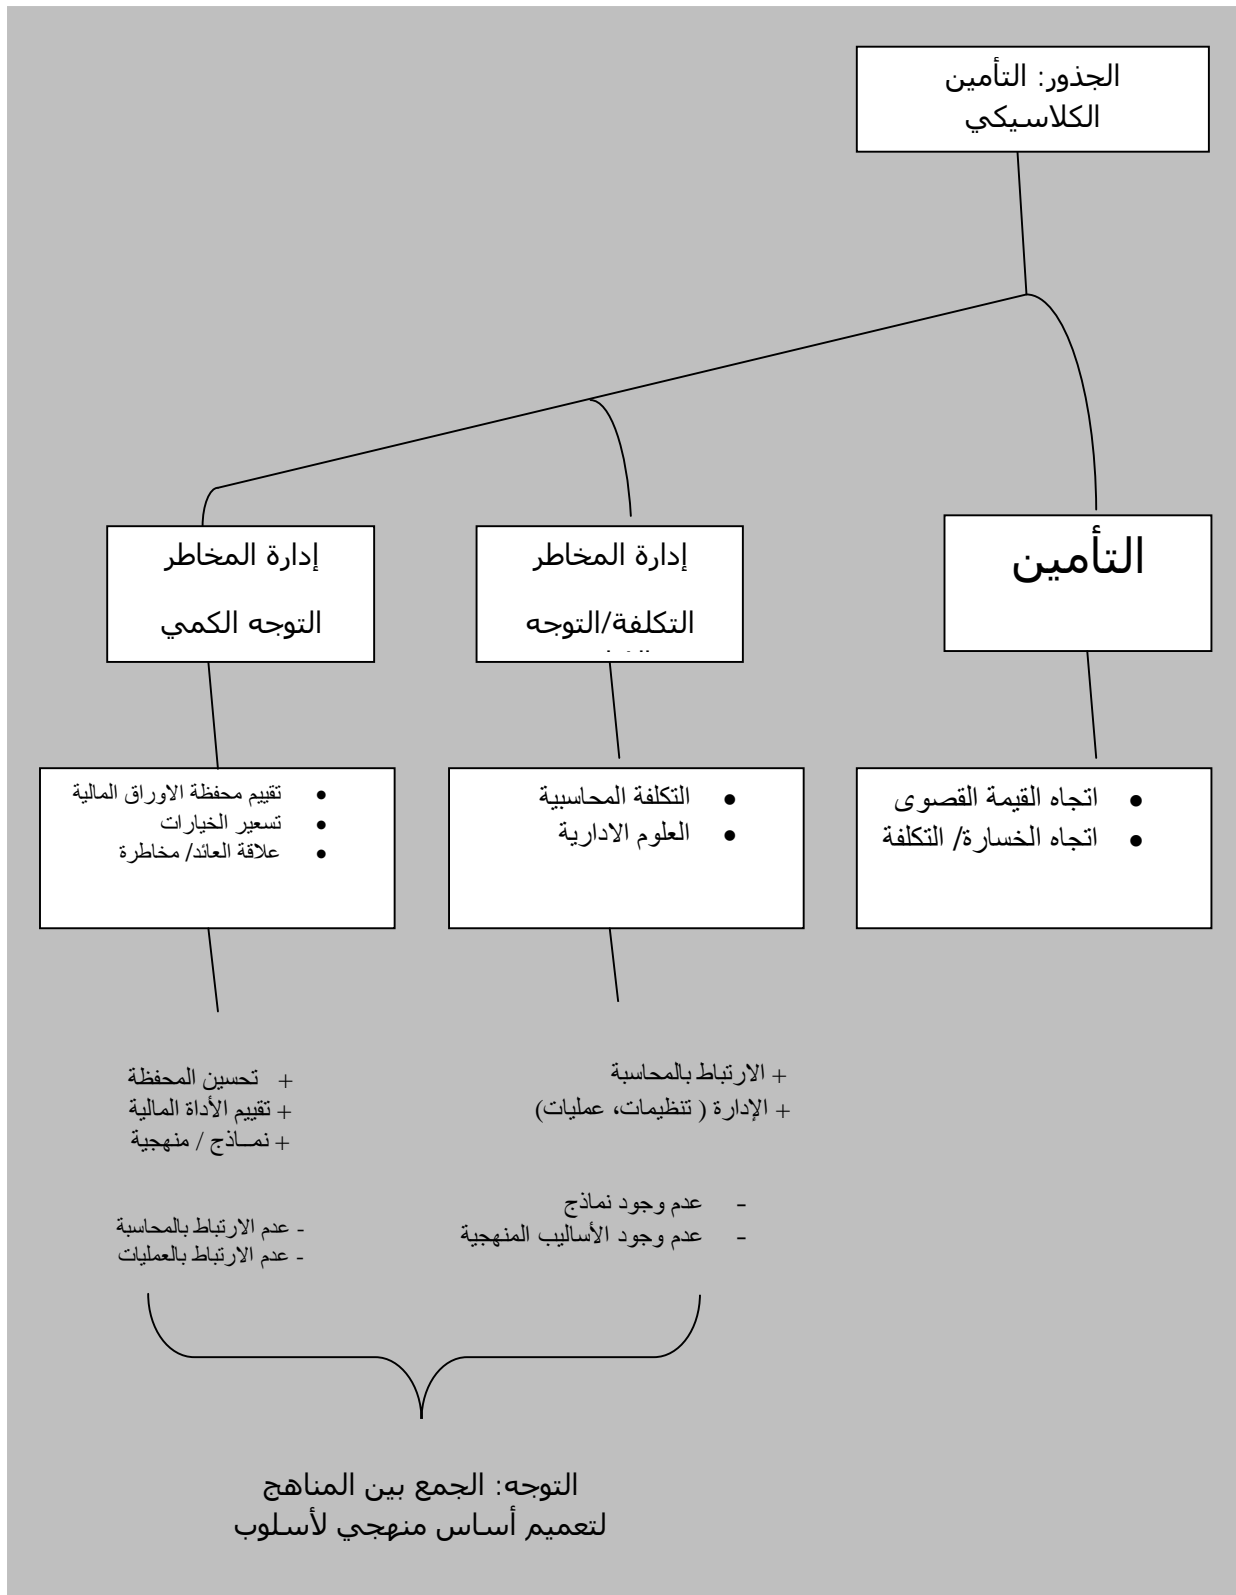 الجذور: التأمين
الكلاسيكي
التأمين
إدارة المخاطر
التكلفة/التوجه
إدارة المخاطر
التوجه الكمي
• اتجاه القيمة القصوى
• اتجاه الخسارة/ التكلفة
• التكلفة المحاسبية
• العلوم الادارية
• تقييم محفظة الاوراق المالية
• تسعير الخيارات
• علاقة العائد/ مخاطرة
+ الارتباط بالمحاسبة
+ الإدارة ( تنظيمات، عمليات)
- عدم وجود نماذج
- عدم وجود الأساليب المنهجية
+ تحسين المحفظة
+ تقييم الأداة المالية
+ نمــاذج / منهجية
- عدم الارتباط بالمحاسبة
- عدم الارتباط بالعمليات
التوجه: الجمع بين المناهج
لتعميم أساس منهجي لأسلوب